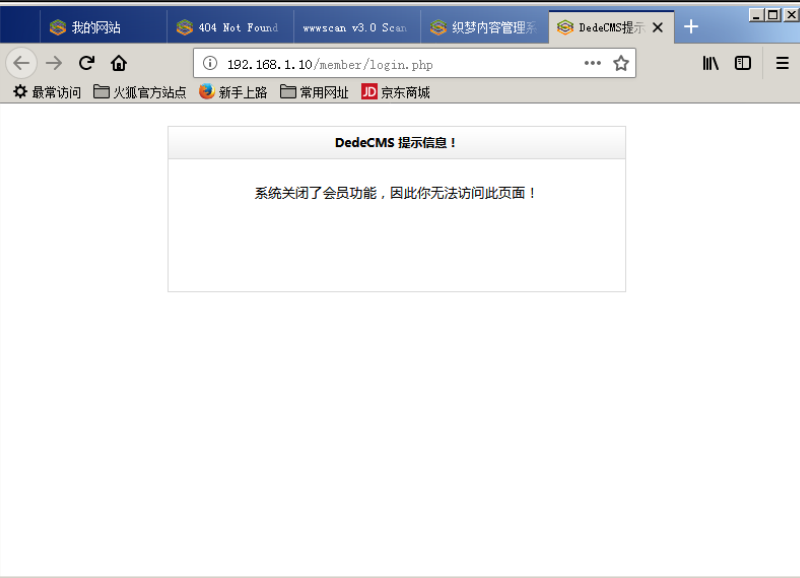 我的网站
404 Not Found
wwwscan v3.0 Scan
织梦内容管理系
DedeCMS提示
192.168.1.10/member/login.php
最常访问
火狐官方站点
新手上路
常用网址
JD 京东商城
DedeCMS 提示信息！
系统关闭了会员功能，因此你无法访问此页面！